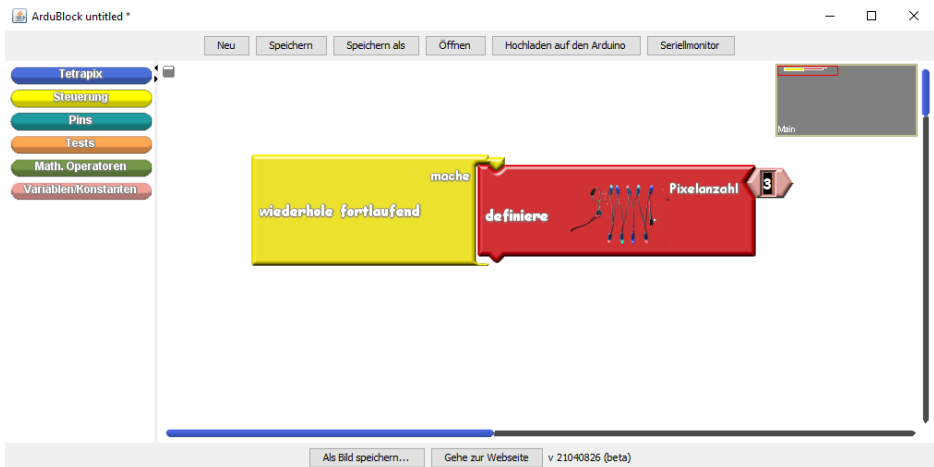 ArduBlock untitled *
Neu Speichern Speichern als Öffnen Hochladen auf den Arduino Seriellmonitor
Tetrapix
Steuerung
Pins
Tests
Math. Operatoren
Variablen/Konstanten
Main
mache
wiederhole fortlaufend
definiere
Pixelanzahl
3
Als Bild speichern... Gehe zur Webseite v 21040826 (beta)